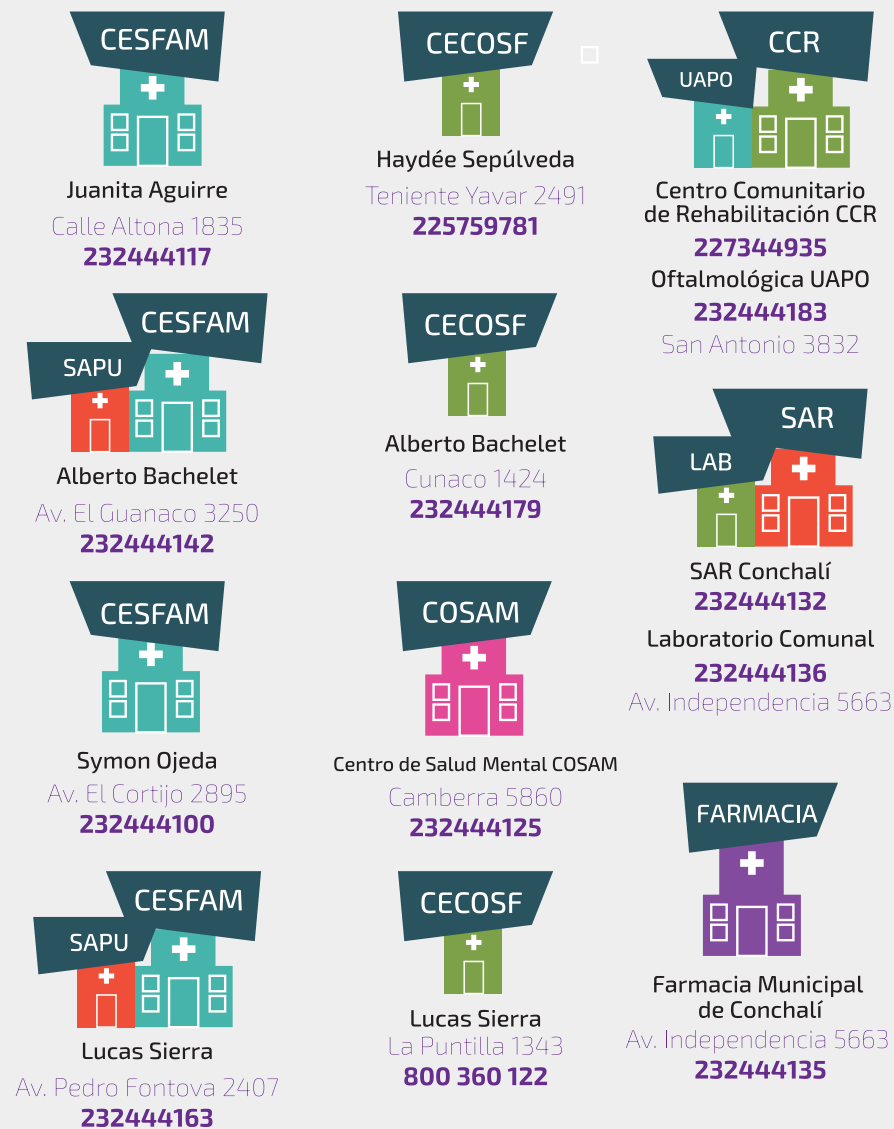 CESFAM
Juanita Aguirre
Calle Altona 1835
232444117
CESFAM
SAPU
Alberto Bachelet
Av. El Guanaco 3250
232444142
CESFAM
Symon Ojeda
Av. El Cortijo 2895
232444100
CESFAM
SAPU
Lucas Sierra
Av. Pedro Fontova 2407
232444163
CECOSF
Haydée Sepúlveda
Teniente Yavar 2491
225759781
CECOSF
Alberto Bachelet
Cunaco 1424
232444179
COSAM
Centro de Salud Mental COSAM
Camberra 5860
232444125
CECOSF
Lucas Sierra
La Puntilla 1343
800 360 122
CCR
UAPO
Centro Comunitario
de Rehabilitación CCR
227344935
Oftalmológica UAPO
232444183
San Antonio 3832
SAR
LAB
SAR Conchalí
232444132
Laboratorio Comunal
232444136
Av. Independencia 5663
FARMACIA
Farmacia Municipal
de Conchalí
Av. Independencia 5663
232444135